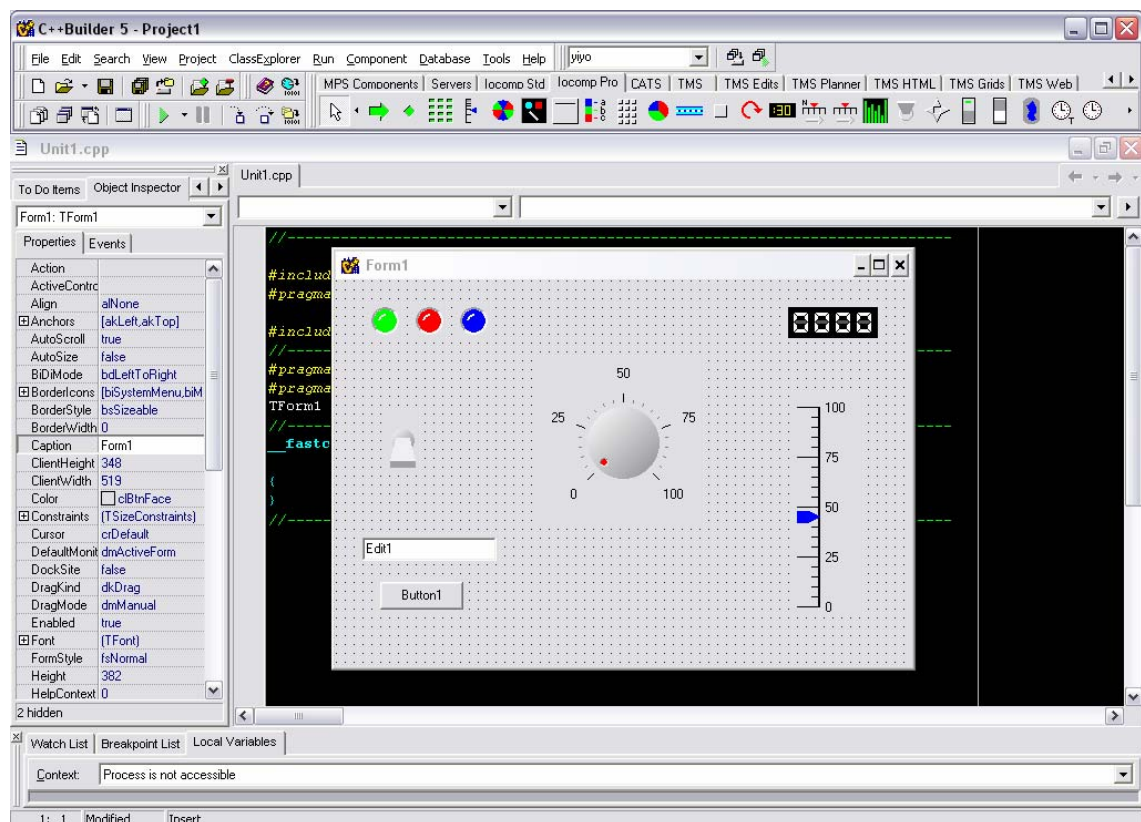 C++Builder 5 - Project1
File Edit Search View Project ClassExplorer Run Component Database Tools Help yiyo
MPS Components Servers Iocomp Std Iocomp Pro CATS TMS TMS Edits TMS Planner TMS HTML TMS Grids TMS Web
Unit1.cpp
To Do Items Object Inspector
Unit1.cpp
Form1: TForm1
Properties Events
Action
ActiveContro
Align alNone
Anchors [akLeft,akTop]
AutoScroll true
AutoSize false
BiDiMode bdLeftToRight
BorderIcons [biSystemMenu,biM
BorderStyle bsSizeable
BorderWidth 0
Caption Form1
ClientHeight 348
ClientWidth 519
Color clBtnFace
Constraints (TSizeConstraints)
Cursor crDefault
DefaultMonit dmActiveForm
DockSite false
DragKind dkDrag
DragMode dmManual
Enabled true
Font (TFont)
FormStyle fsNormal
Height 382
HelpContext 0
2 hidden
//
#includ
#pragma
#includ
//
#pragma
#pragma
TForm1
//
__fastc
{
}
//
Form1
8888
50
25
75
0
100
100
75
50
25
0
Edit1
Button1
Watch List Breakpoint List Local Variables
Context: Process is not accessible
1: 1 Modified Insert